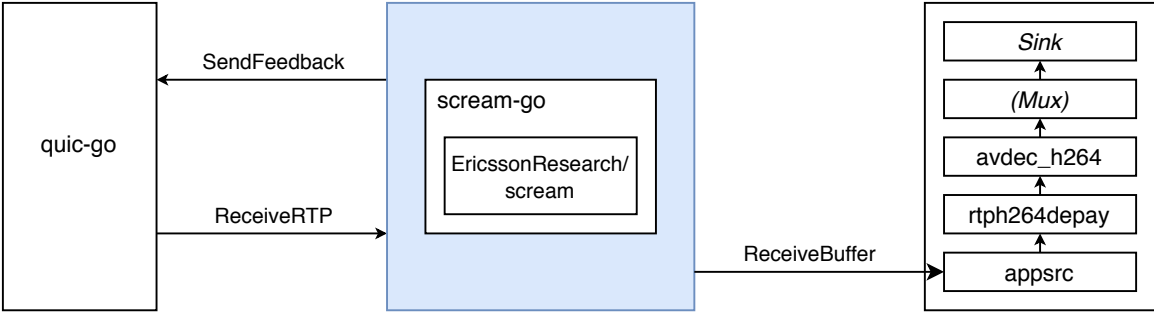 quic-go
SendFeedback
ReceiveRTP
scream-go
EricssonResearch/
scream
ReceiveBuffer
Sink
(Mux)
avdec_h264
rtph264depay
appsrc